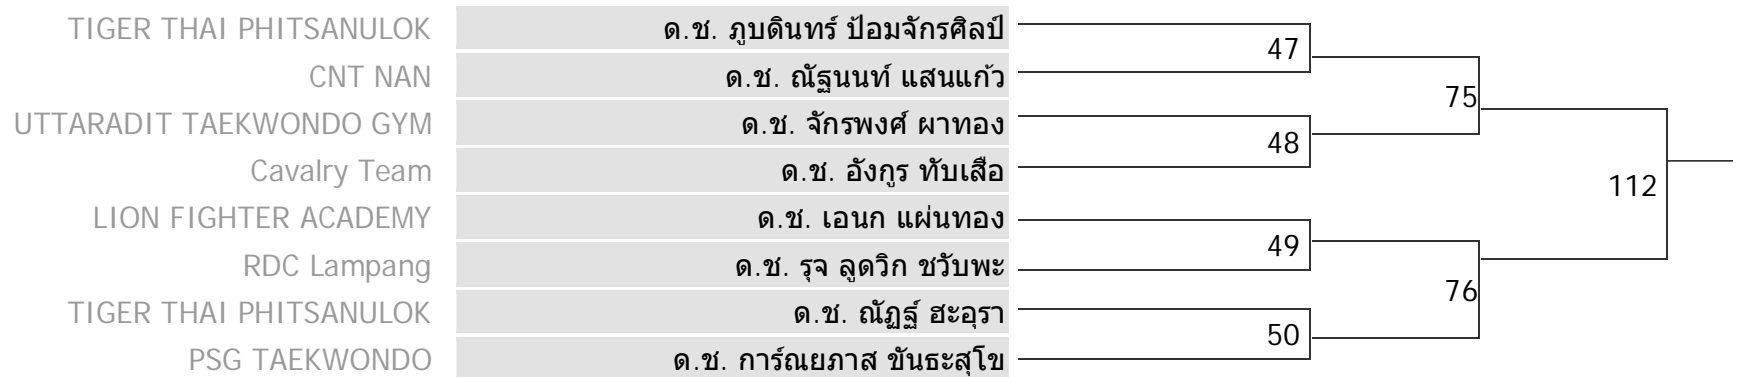 TIGER THAI PHITSANULOK ด.ช. ภูบดินทร์ ป้อมจักรศิลป์
47
CNT NAN ด.ช. ณัฐนนท์ แสนแก้ว
75
UTTARADIT TAEKWONDO GYM ด.ช. จักรพงศ์ ผาทอง
48
Cavalry Team ด.ช. อังกูร ทับเสือ
112
LION FIGHTER ACADEMY ด.ช. เอนก แผ่นทอง
49
RDC Lampang ด.ช. รุจ ลูดวิก ชวับพะ
76
TIGER THAI PHITSANULOK ด.ช. ณัฏฐ์ ฮะอุรา
50
PSG TAEKWONDO ด.ช. การ์ณยภาส ขันธะสุโข